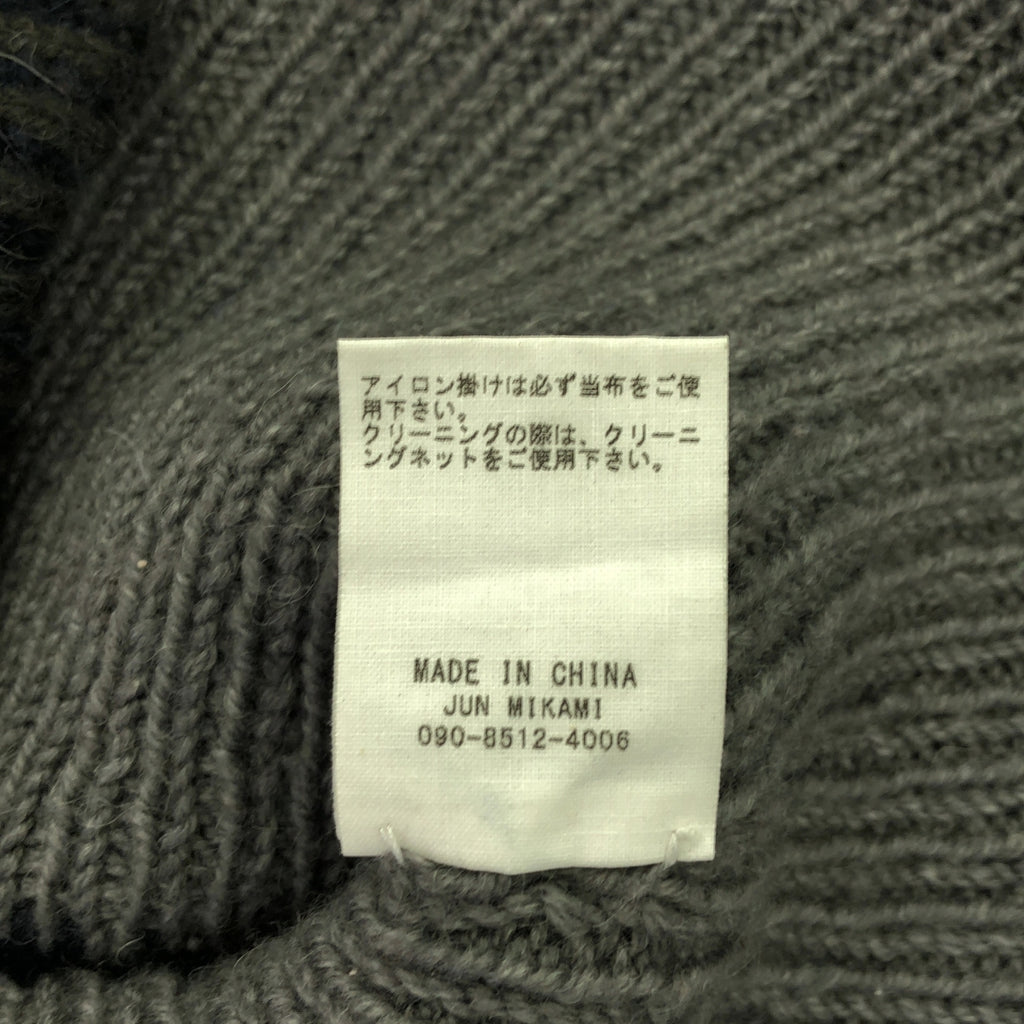 アイロン掛けは必ず当布をご使
用下さい。
クリーニングの際は、クリーニ
ングネットをご使用下さい。
MADE IN CHINA
JUN MIKAMI
090-8512-4006